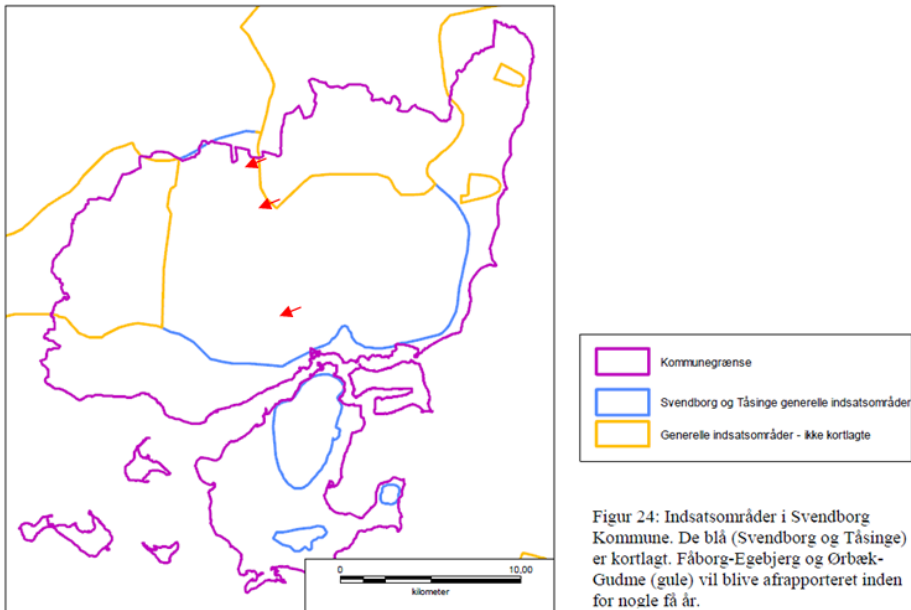 Kommunegrænse
Svendborg og Tåsinge generelle indsatsområder
Generelle indsatsområder - ikke kortlagte
0 10,00
kilometer
Figur 24: Indsatsområder i Svendborg
Kommune. De blå (Svendborg og Tåsinge)
er kortlagt. Fåborg-Egebjerg og Ørbæk-
Gudme (gule) vil blive afrapporteret inden
for nogle få år.